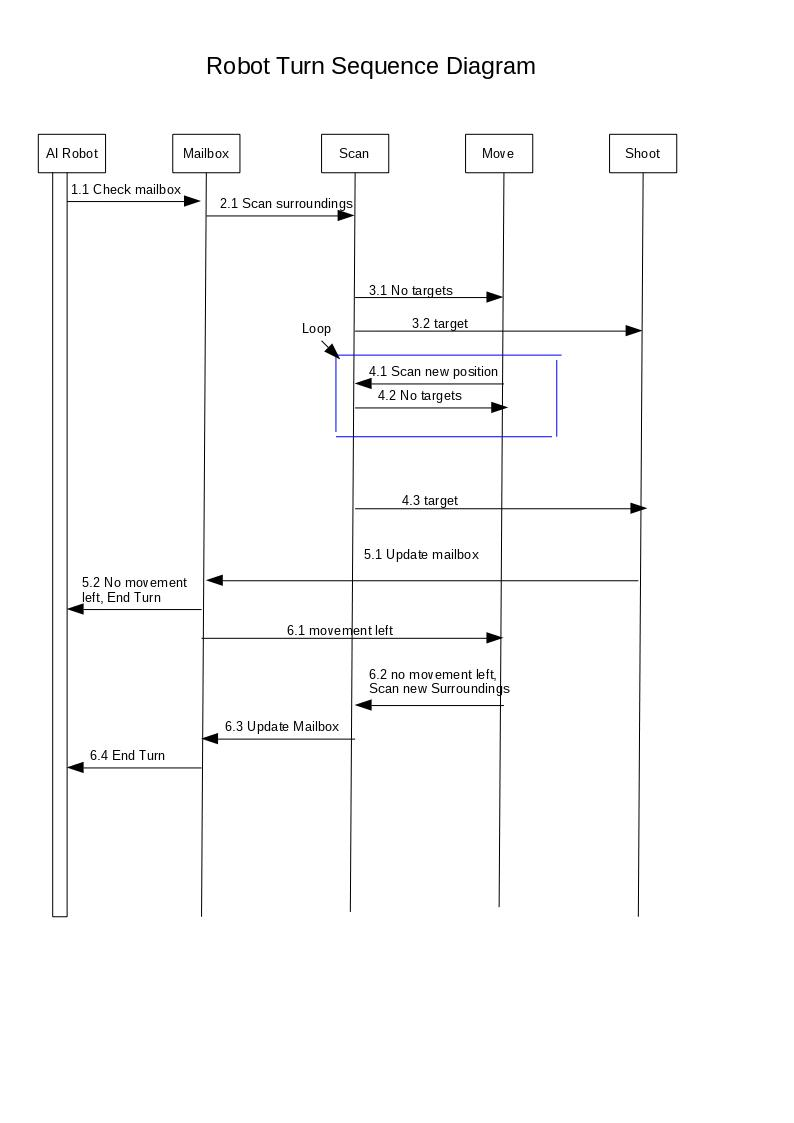 Robot Turn Sequence Diagram
AI Robot
Mailbox
Scan
Move
Shoot
1.1 Check mailbox
2.1 Scan surroundings
3.1 No targets
3.2 target
Loop
4.1 Scan new position
4.2 No targets
4.3 target
5.1 Update mailbox
5.2 No movement
left, End Turn
6.1 movement left
6.2 no movement left,
Scan new Surroundings
6.3 Update Mailbox
6.4 End Turn